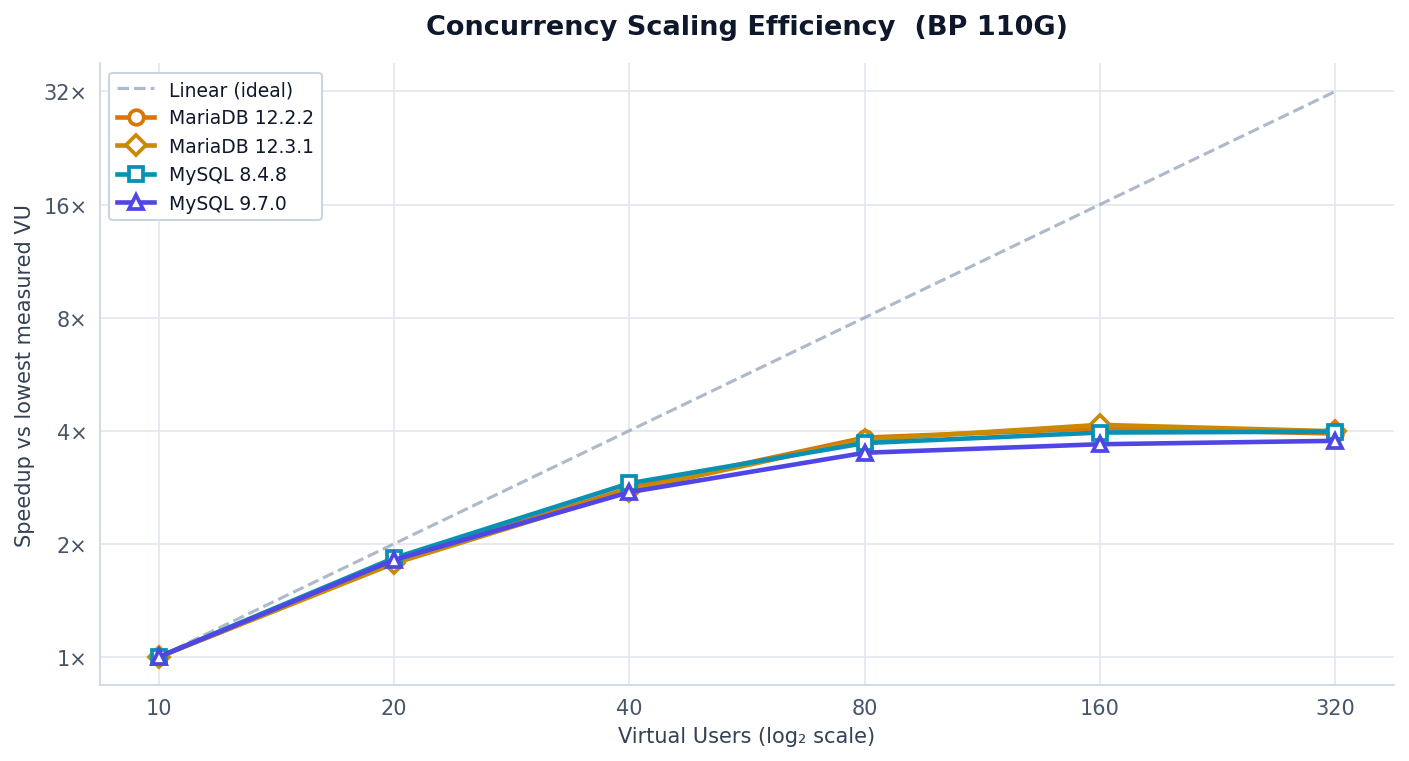 Concurrency Scaling Efficiency (BP 110G)
Speedup vs lowest measured VU
32×
16×
8×
4×
2×
1×
Linear (ideal)
MariaDB 12.2.2
MariaDB 12.3.1
MySQL 8.4.8
MySQL 9.7.0
10 20 40 80 160 320
Virtual Users (log₂ scale)